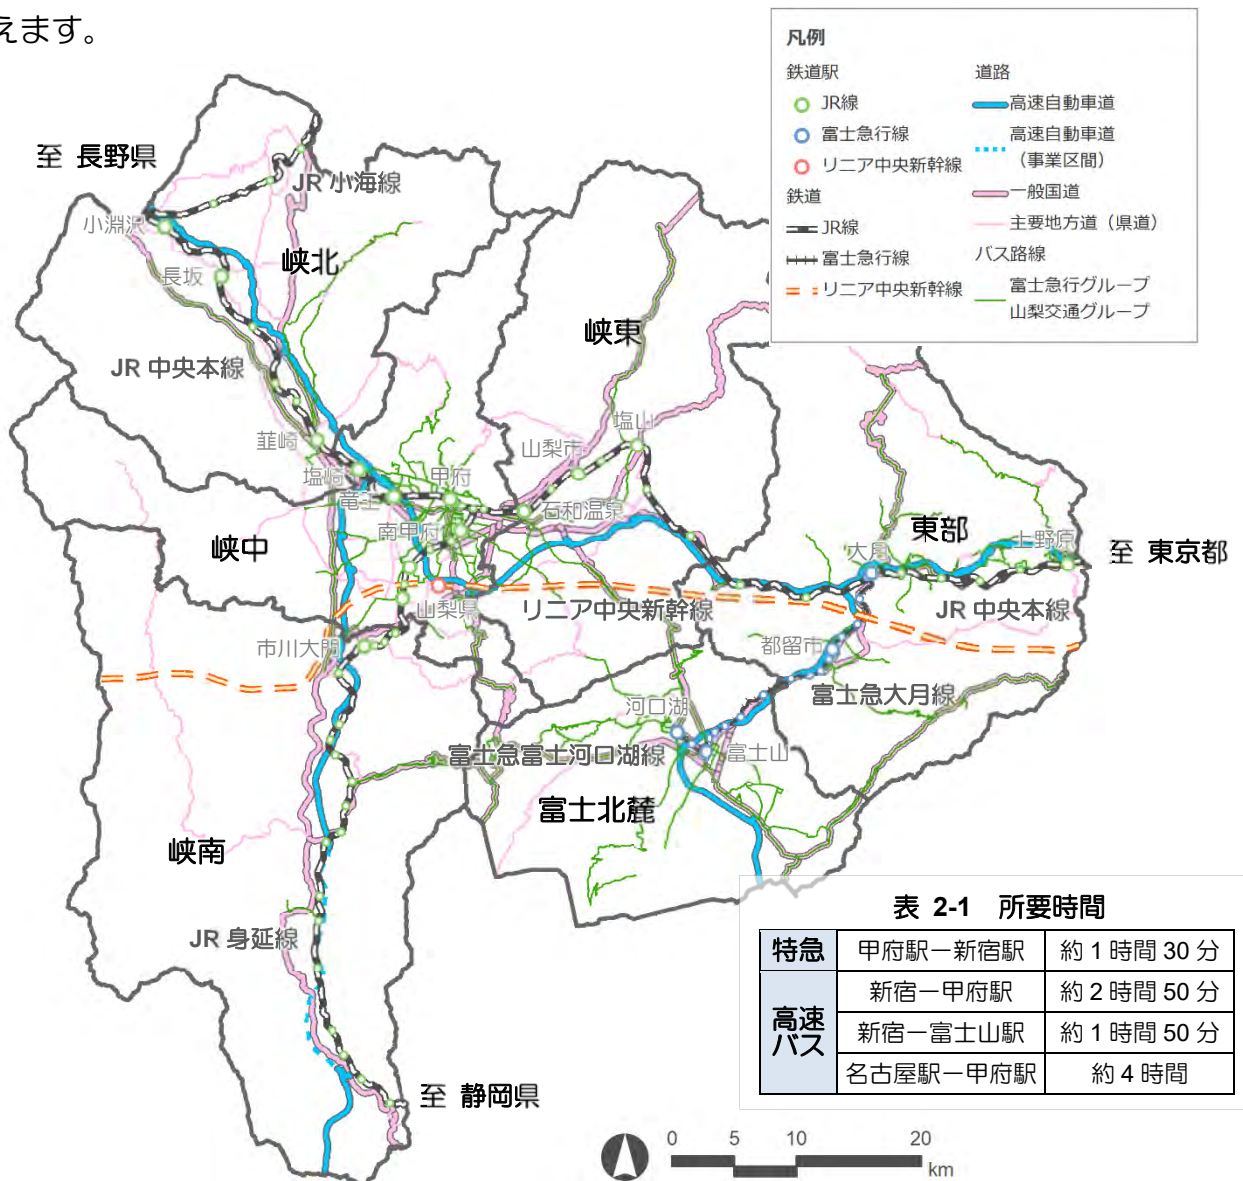 えます。
凡例
鉄道駅
JR線
富士急行線
リニア中央新幹線
鉄道
JR線
富士急行線
リニア中央新幹線
道路
高速自動車道
高速自動車道
（事業区間）
一般国道
主要地方道（県道）
バス路線
富士急行グループ
山梨交通グループ
至 長野県
JR 小海線
小淵沢
長坂
峡北
峡東
JR 中央本線
韮崎
塩崎
竜王
甲府
山梨市
塩山
石和温泉
南甲府
峡中
東部
大月
上野原
至 東京都
山梨県
リニア中央新幹線
JR 中央本線
市川大門
都留市
富士急大月線
河口湖
富士急富士河口湖線
富士山
富士北麓
峡南
JR 身延線
至 静岡県
表 2-1 所要時間
特急 甲府駅ー新宿駅 約 1 時間 30 分
高速バス
新宿ー甲府駅 約 2 時間 50 分
新宿ー富士山駅 約 1 時間 50 分
名古屋駅ー甲府駅 約 4 時間
0 5 10 20
km